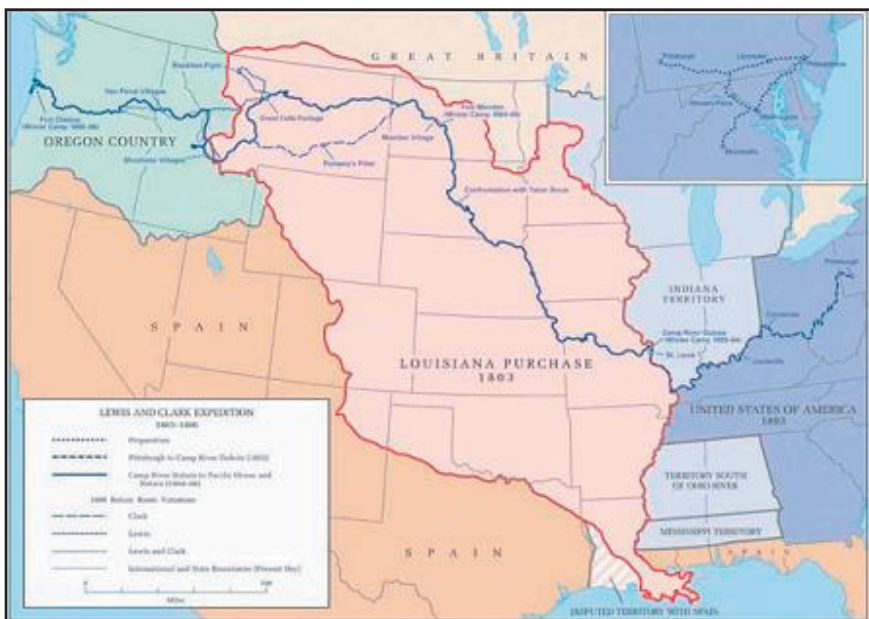 GREAT BRITAIN
Pittsburgh
Philadelphia
Washington
Monticello
Great Falls Portage
Fort Clatsop
(Winter Camp 1805-06)
Fort Mandan
(Winter Camp 1804-05)
Mandan Village
OREGON COUNTRY
Shoshone Villages
Pompey's Pillar
Confrontation with Teton Sioux
Pittsburgh
INDIANA
TERRITORY
Cincinnati
Camp River Dubois
(Winter Camp 1803-04)
St. Louis
Louisville
SPAIN
LOUISIANA PURCHASE
1803
UNITED STATES OF AMERICA
1803
LEWIS AND CLARK EXPEDITION
1803-1806
Preparation
Pittsburgh to Camp River Dubois (1803)
Camp River Dubois to Pacific Ocean and
Return (1804-06)
1806 Return Route Variations
Clark
Lewis
Lewis and Clark
International and State Boundaries (Present Day)
0
Miles
TERRITORY SOUTH
OF OHIO RIVER
MISSISSIPPI TERRITORY
SPAIN
SPAIN
DISPUTED TERRITORY WITH SPAIN